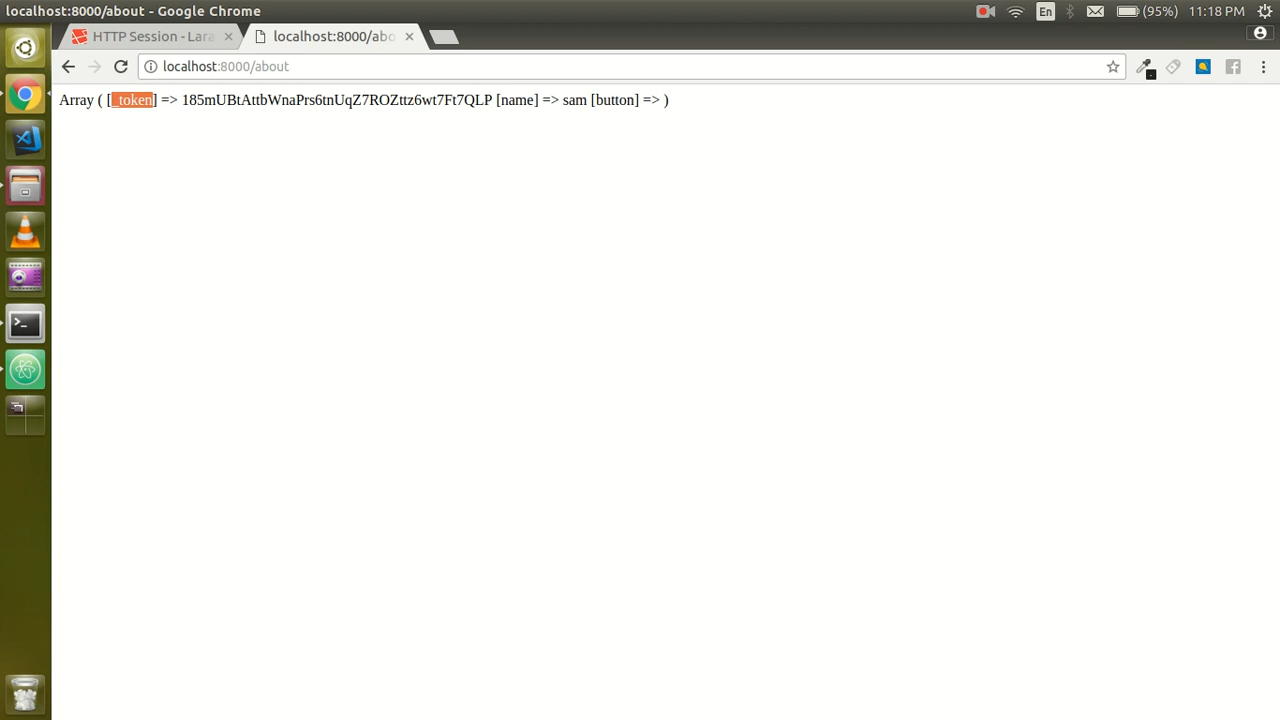 localhost:8000/about - Google Chrome
En
(95%)
11:18 PM
HTTP Session - Lara
localhost:8000/abo
localhost:8000/about
Array ( [_token] => 185mUBtAttbWnaPrs6tnUqZ7ROZttz6wt7Ft7QLP [name] => sam [button] => )